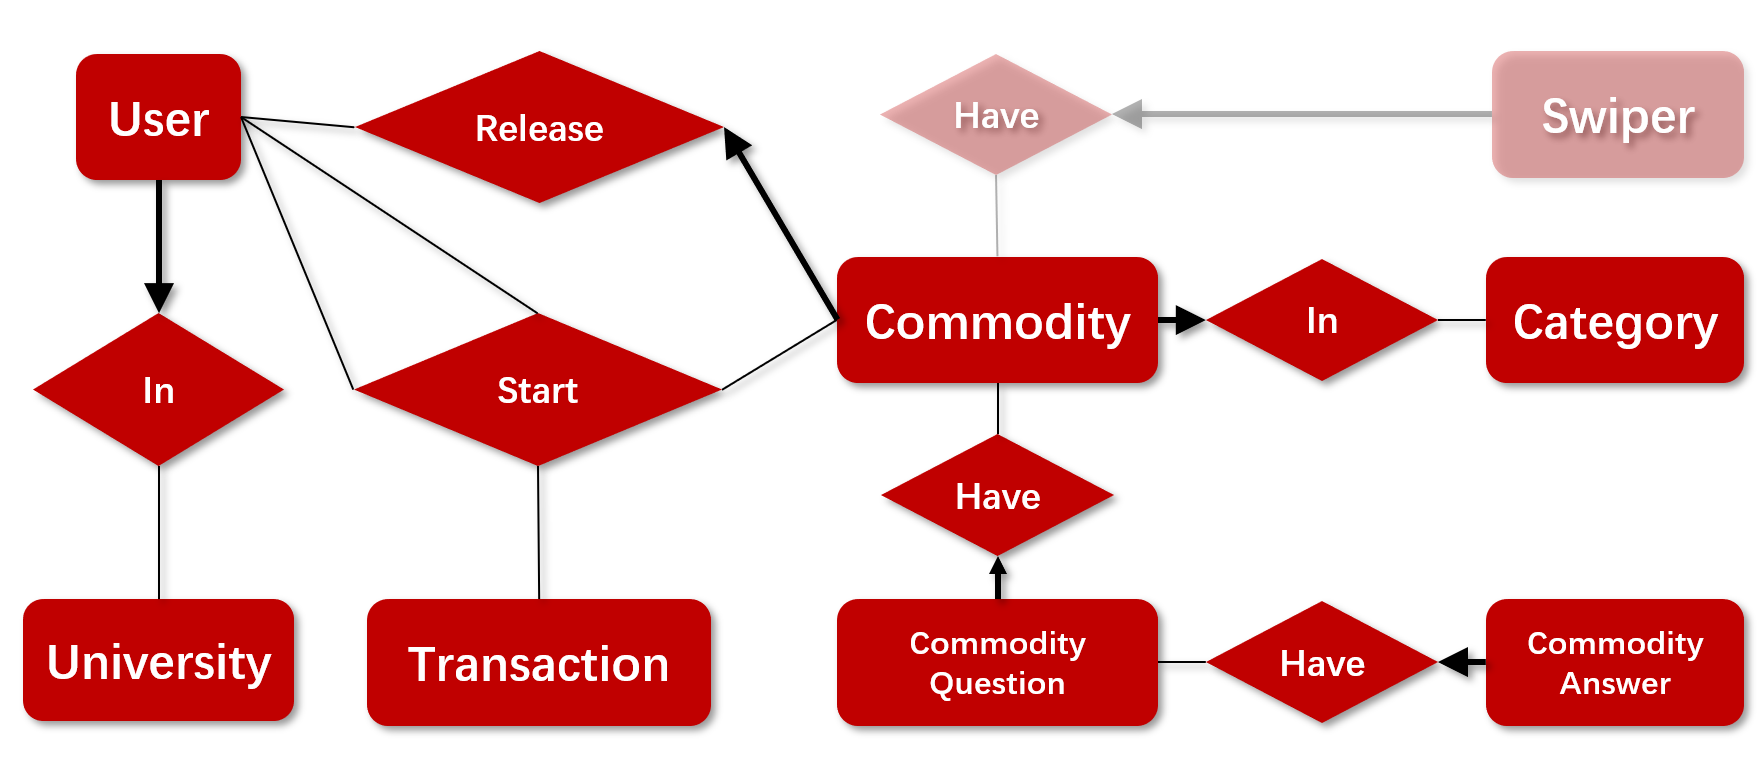 User
Release
Have
Swiper
Commodity
In
Category
In
Start
Have
University
Transaction
Commodity
Question
Have
Commodity
Answer